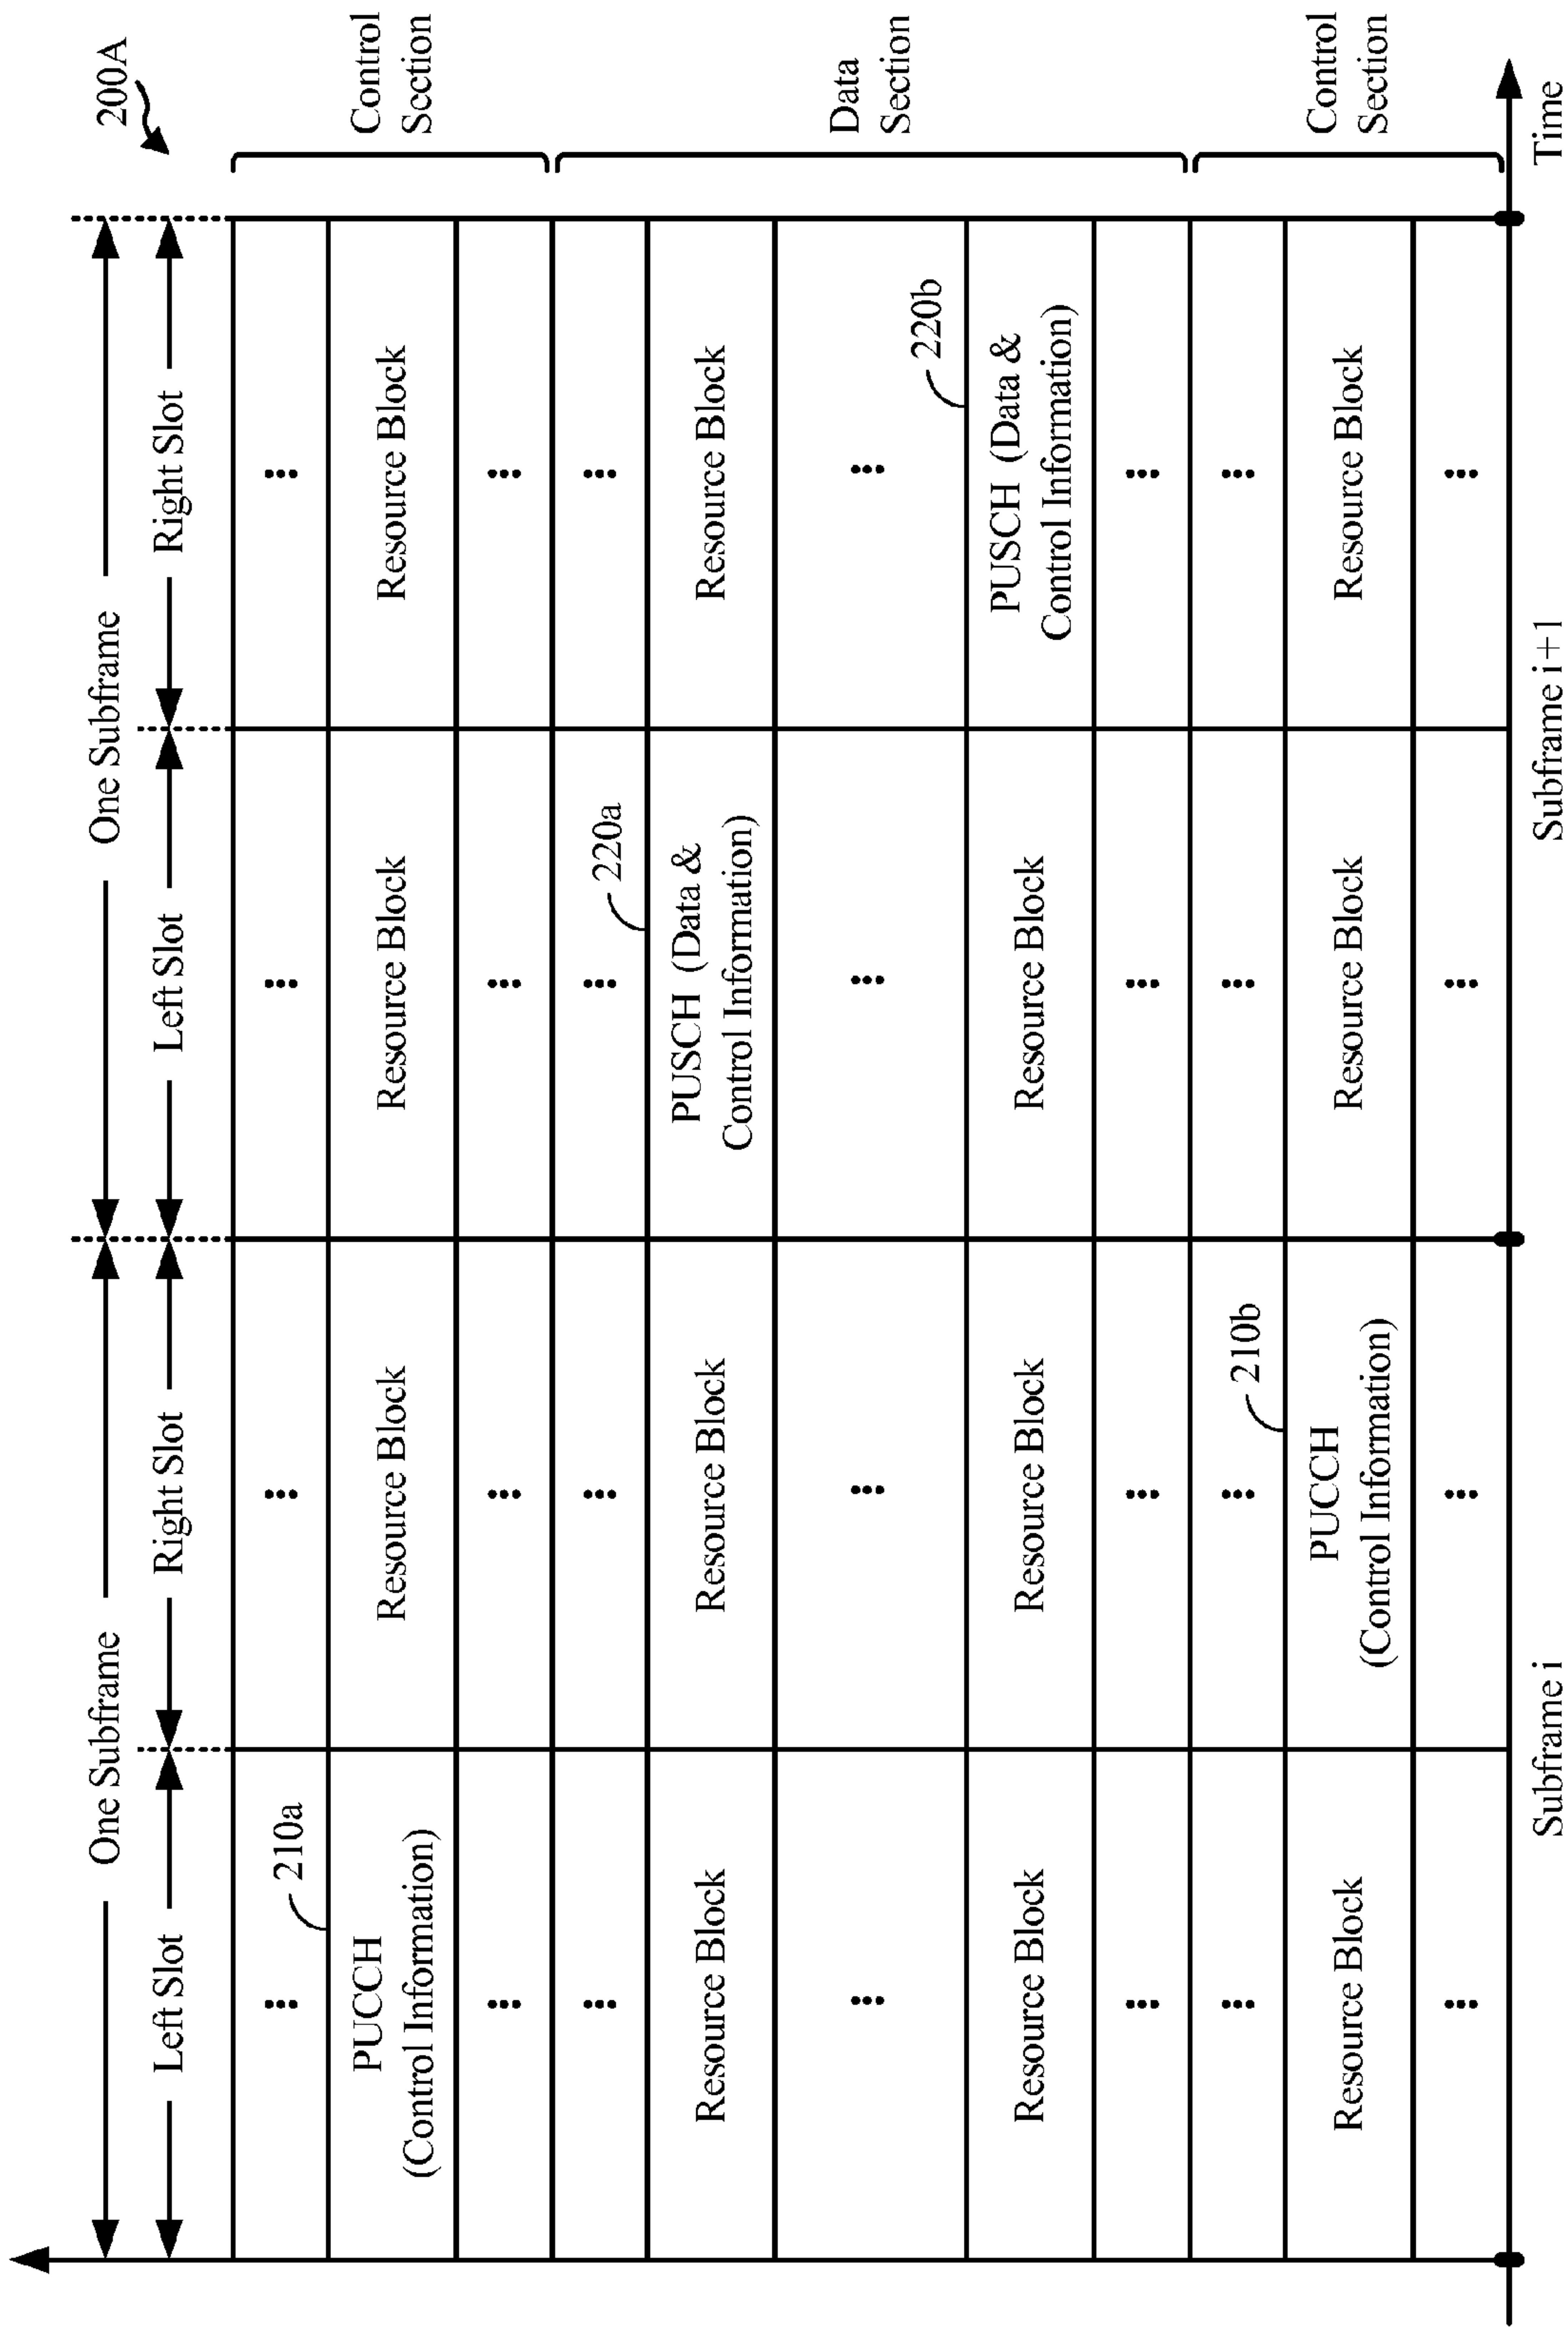 200A
One Subframe
One Subframe
Left Slot
Right Slot
Left Slot
Right Slot
210a
PUCCH
(Control Information)
Resource Block
Resource Block
Resource Block
Control
Section
220a
Resource Block
Resource Block
PUSCH (Data &
Control Information)
Resource Block
220b
Resource Block
Resource Block
Resource Block
PUSCH (Data &
Control Information)
Data
Section
210b
Resource Block
PUCCH
(Control Information)
Resource Block
Resource Block
Control
Section
Subframe i
Subframe i+1
Time